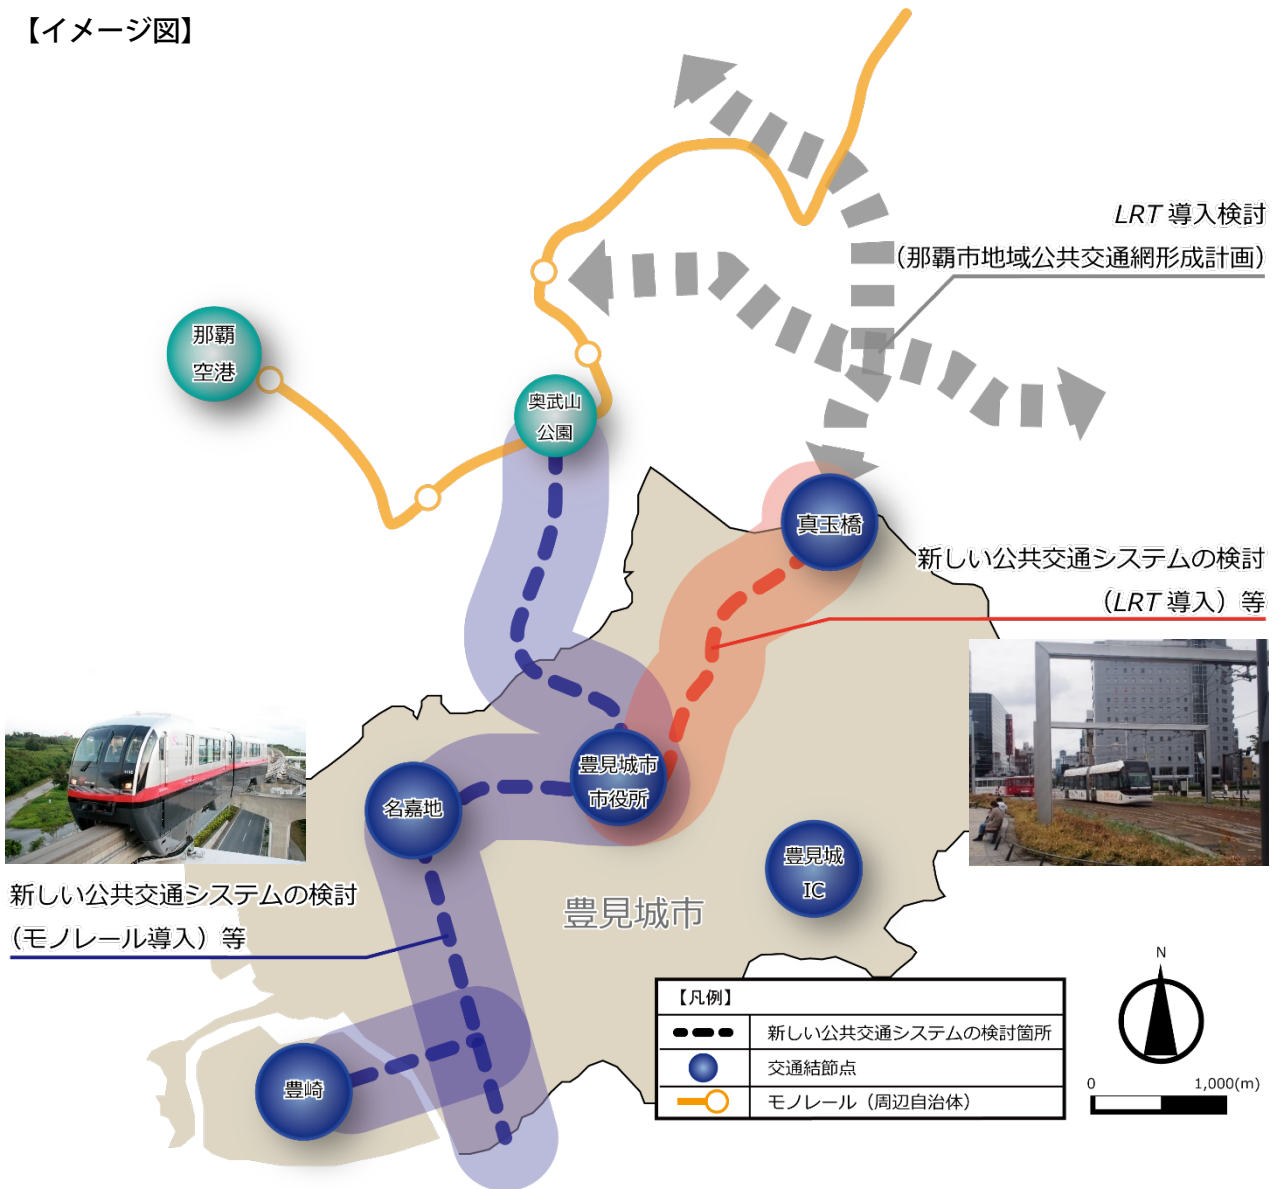 【イメージ図】
LRT 導入検討
（那覇市地域公共交通網形成計画）
那覇
空港
奥武山
公園
真玉橋
新しい公共交通システムの検討
（LRT 導入）等
豊見城市
市役所
名嘉地
豊見城
IC
新しい公共交通システムの検討
（モノレール導入）等
豊見城市
豊崎
【凡例】
新しい公共交通システムの検討箇所
交通結節点
モノレール（周辺自治体）
N
0 1,000(m)